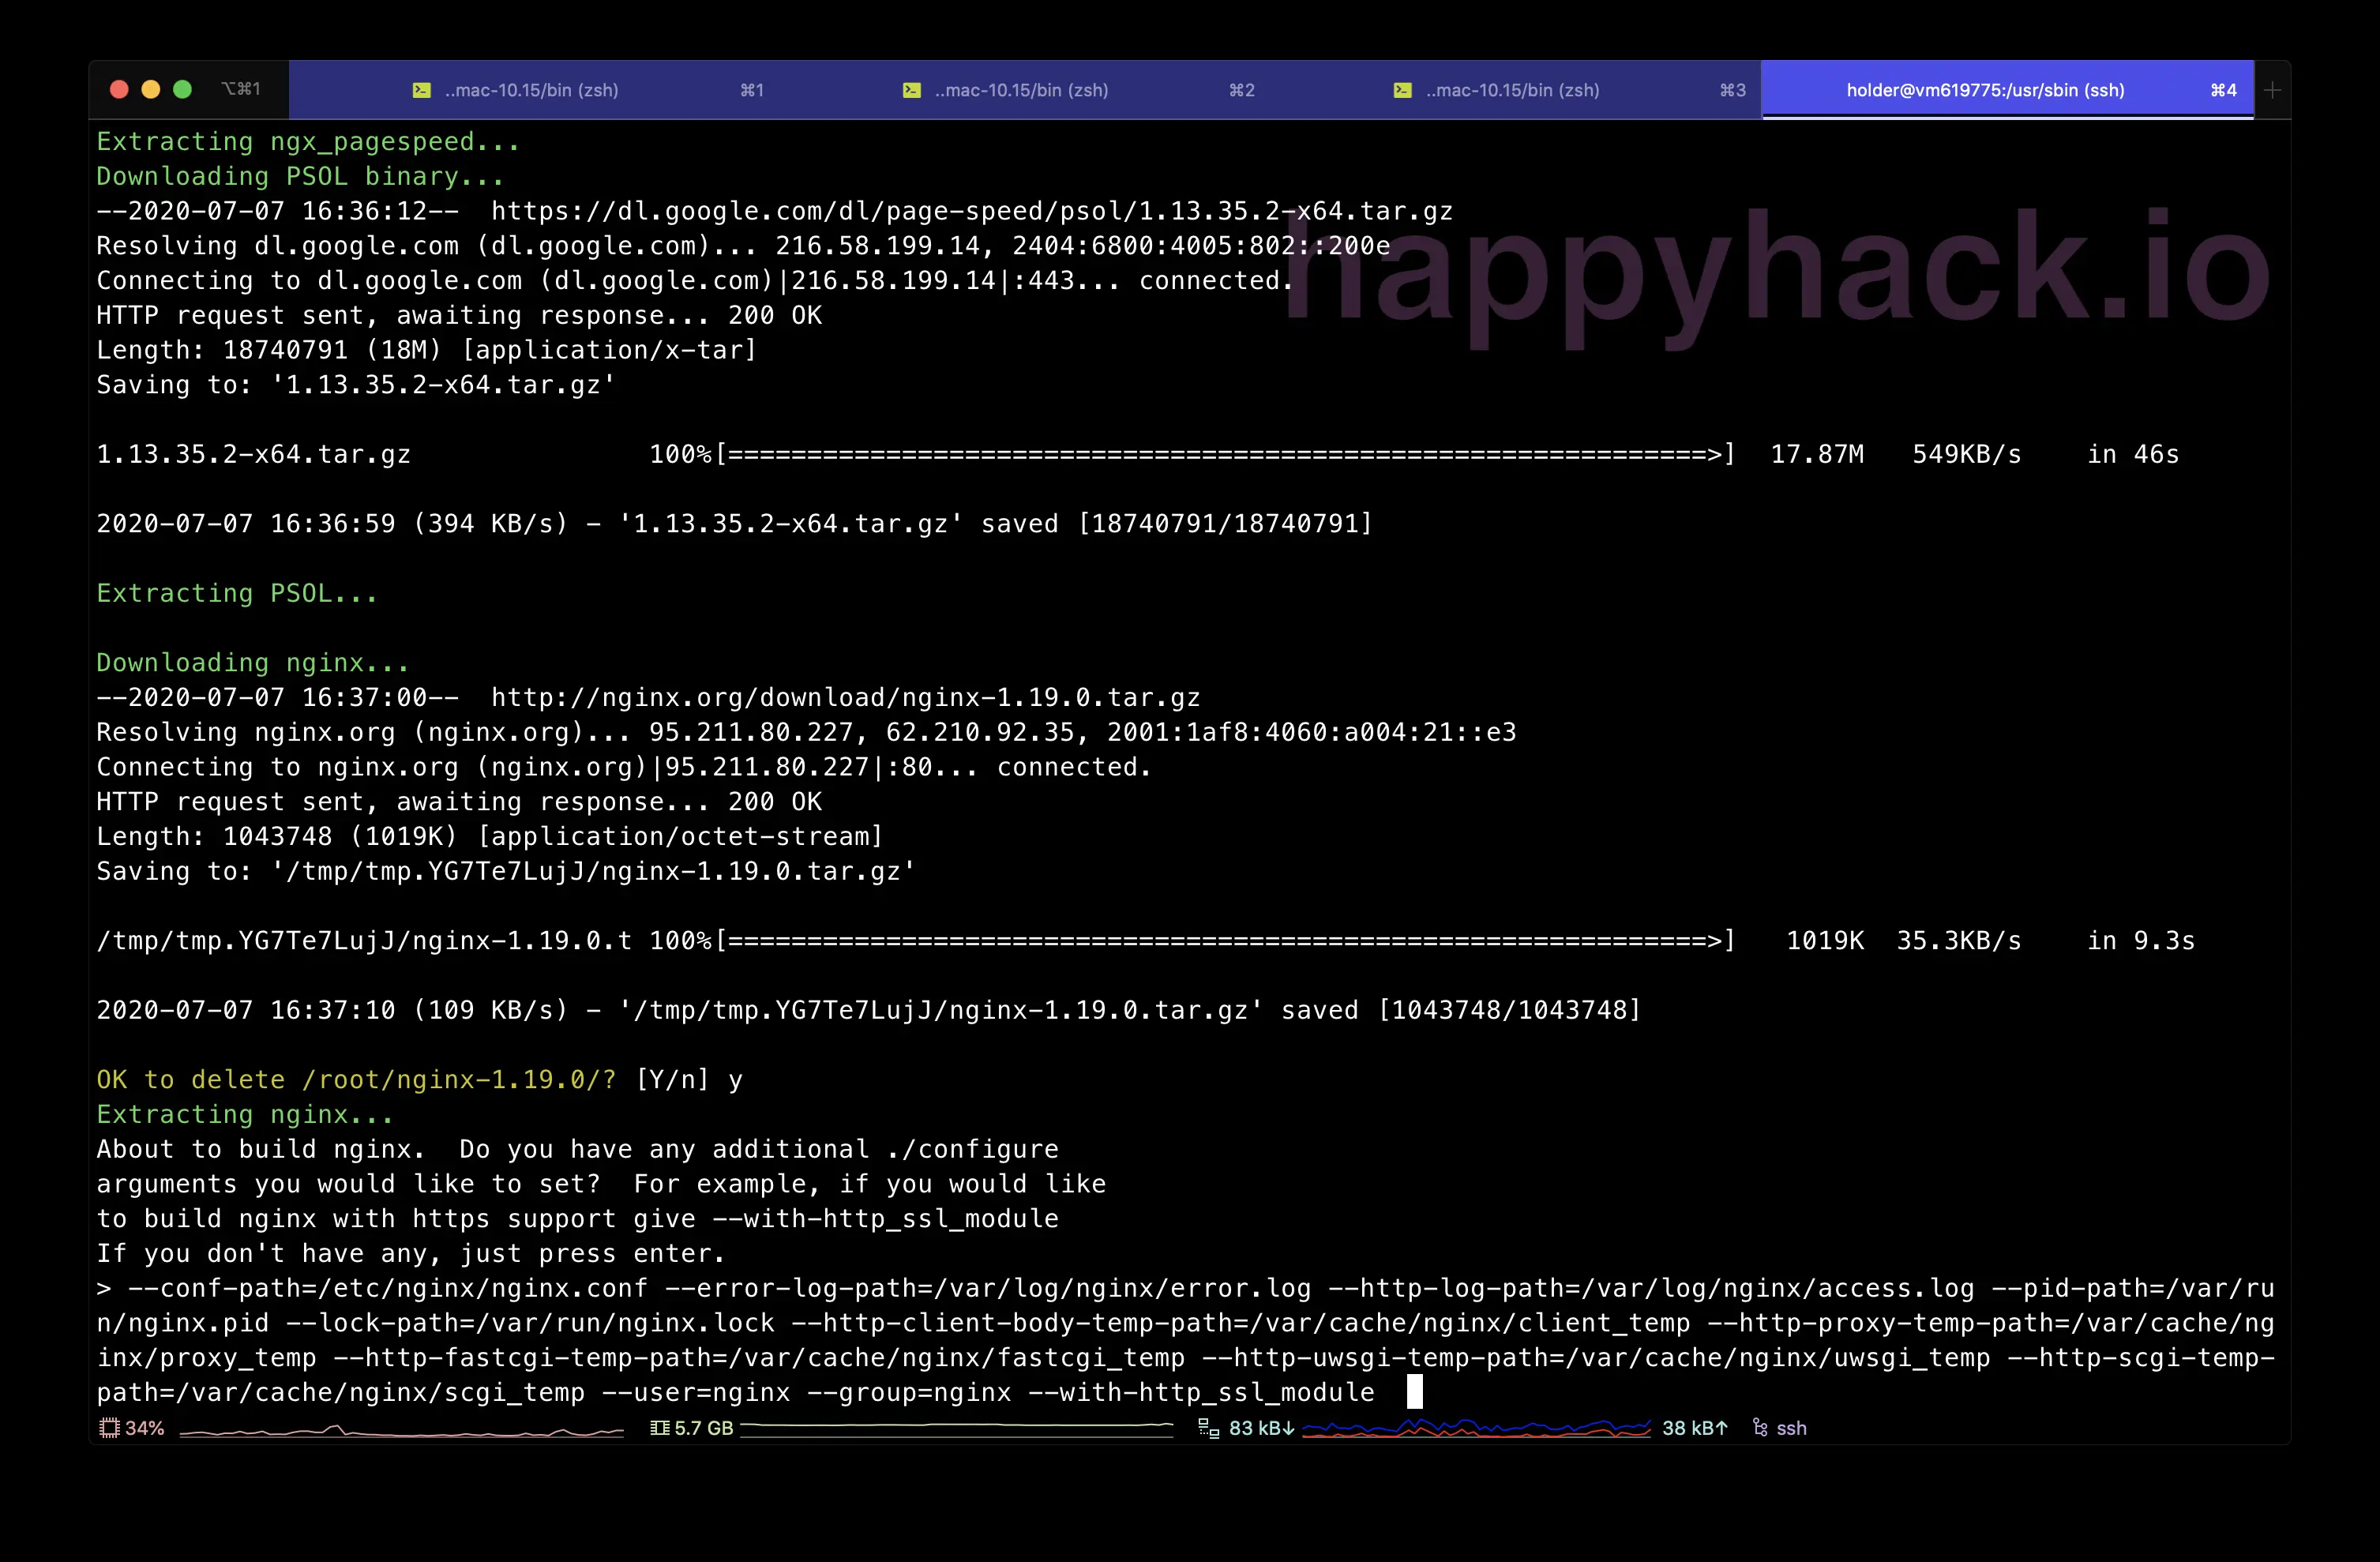 ⌥⌘1 ..mac-10.15/bin (zsh) ⌘1 ..mac-10.15/bin (zsh) ⌘2 ..mac-10.15/bin (zsh) ⌘3 holder@vm619775:/usr/sbin (ssh) ⌘4 +
happyhack.io
Extracting ngx_pagespeed...
Downloading PSOL binary...
--2020-07-07 16:36:12--  https://dl.google.com/dl/page-speed/psol/1.13.35.2-x64.tar.gz
Resolving dl.google.com (dl.google.com)... 216.58.199.14, 2404:6800:4005:802::200e
Connecting to dl.google.com (dl.google.com)|216.58.199.14|:443... connected.
HTTP request sent, awaiting response... 200 OK
Length: 18740791 (18M) [application/x-tar]
Saving to: '1.13.35.2-x64.tar.gz'
1.13.35.2-x64.tar.gz               100%[==============================================================>]  17.87M   549KB/s    in 46s
2020-07-07 16:36:59 (394 KB/s) - '1.13.35.2-x64.tar.gz' saved [18740791/18740791]
Extracting PSOL...
Downloading nginx...
--2020-07-07 16:37:00--  http://nginx.org/download/nginx-1.19.0.tar.gz
Resolving nginx.org (nginx.org)... 95.211.80.227, 62.210.92.35, 2001:1af8:4060:a004:21::e3
Connecting to nginx.org (nginx.org)|95.211.80.227|:80... connected.
HTTP request sent, awaiting response... 200 OK
Length: 1043748 (1019K) [application/octet-stream]
Saving to: '/tmp/tmp.YG7Te7LujJ/nginx-1.19.0.tar.gz'
/tmp/tmp.YG7Te7LujJ/nginx-1.19.0.t 100%[==============================================================>]   1019K  35.3KB/s    in 9.3s
2020-07-07 16:37:10 (109 KB/s) - '/tmp/tmp.YG7Te7LujJ/nginx-1.19.0.tar.gz' saved [1043748/1043748]
OK to delete /root/nginx-1.19.0/? [Y/n] y
Extracting nginx...
About to build nginx.  Do you have any additional ./configure
arguments you would like to set?  For example, if you would like
to build nginx with https support give --with-http_ssl_module
If you don't have any, just press enter.
> --conf-path=/etc/nginx/nginx.conf --error-log-path=/var/log/nginx/error.log --http-log-path=/var/log/nginx/access.log --pid-path=/var/ru
n/nginx.pid --lock-path=/var/run/nginx.lock --http-client-body-temp-path=/var/cache/nginx/client_temp --http-proxy-temp-path=/var/cache/ng
inx/proxy_temp --http-fastcgi-temp-path=/var/cache/nginx/fastcgi_temp --http-uwsgi-temp-path=/var/cache/nginx/uwsgi_temp --http-scgi-temp-
path=/var/cache/nginx/scgi_temp --user=nginx --group=nginx --with-http_ssl_module
34% 5.7 GB 83 kB↓ 38 kB↑ ssh